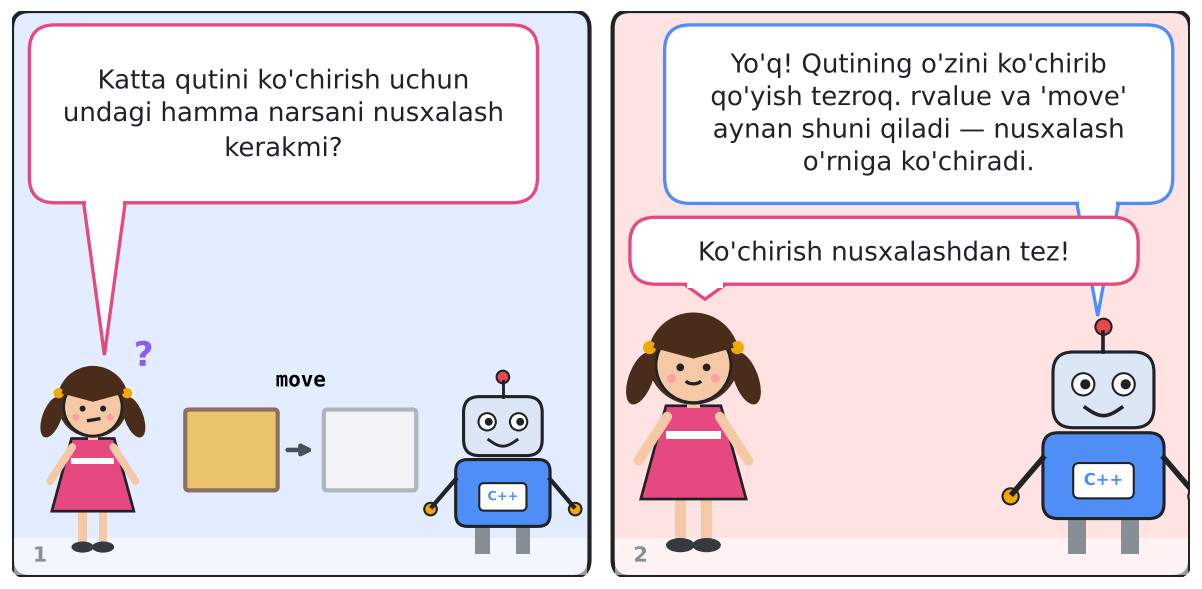 Katta qutini ko'chirish uchun
undagi hamma narsani nusxalash
kerakmi?
?
move
C++
1
Yo'q! Qutining o'zini ko'chirib
qo'yish tezroq. rvalue va 'move'
aynan shuni qiladi — nusxalash
o'rniga ko'chiradi.
Ko'chirish nusxalashdan tez!
C++
2